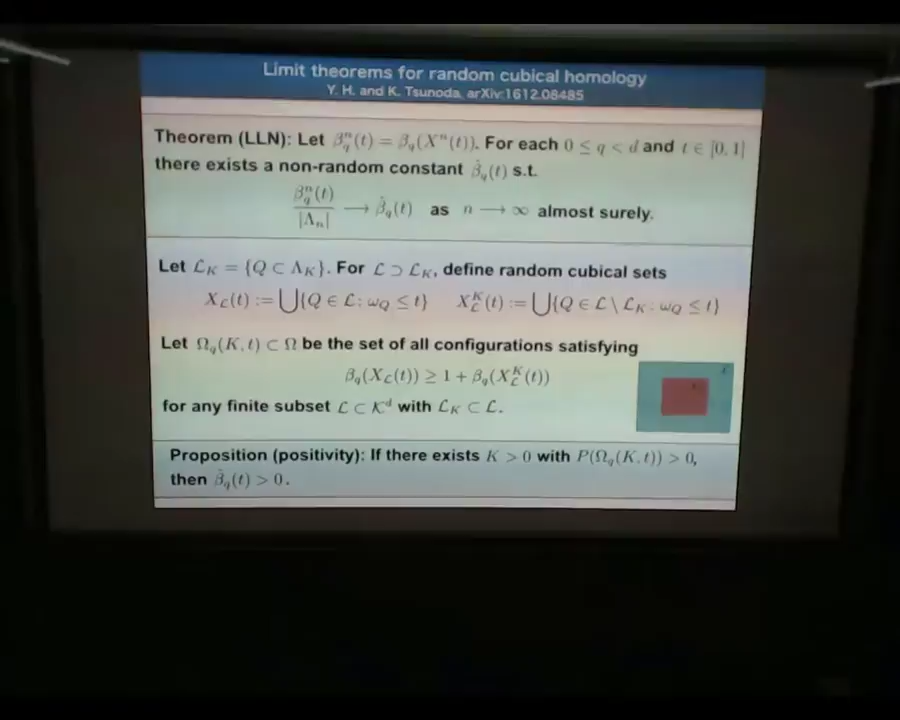 Limit theorems for random cubical homology
Y. H. and K. Tsunoda, arXiv:1612.08485
Theorem (LLN): Let β_q^n(t) = β_q(X^n(t)). For each 0 ≤ q < d and t ∈ [0, 1]
there exists a non-random constant β̂_q(t) s.t.
β_q^n(t) / |Λ_n| ⟶ β̂_q(t) as n ⟶ ∞ almost surely.
Let ℒ_K = {Q ⊂ Λ_K}. For ℒ ⊃ ℒ_K, define random cubical sets
X_ℒ(t) := ⋃{Q ∈ ℒ : ω_Q ≤ t} X_ℒ^K(t) := ⋃{Q ∈ ℒ \ ℒ_K : ω_Q ≤ t}
Let Ω_q(K, t) ⊂ Ω be the set of all configurations satisfying
β_q(X_ℒ(t)) ≥ 1 + β_q(X_ℒ^K(t))
for any finite subset ℒ ⊂ 𝒦^d with ℒ_K ⊂ ℒ.
Proposition (positivity): If there exists K > 0 with P(Ω_q(K, t)) > 0,
then β̂_q(t) > 0.